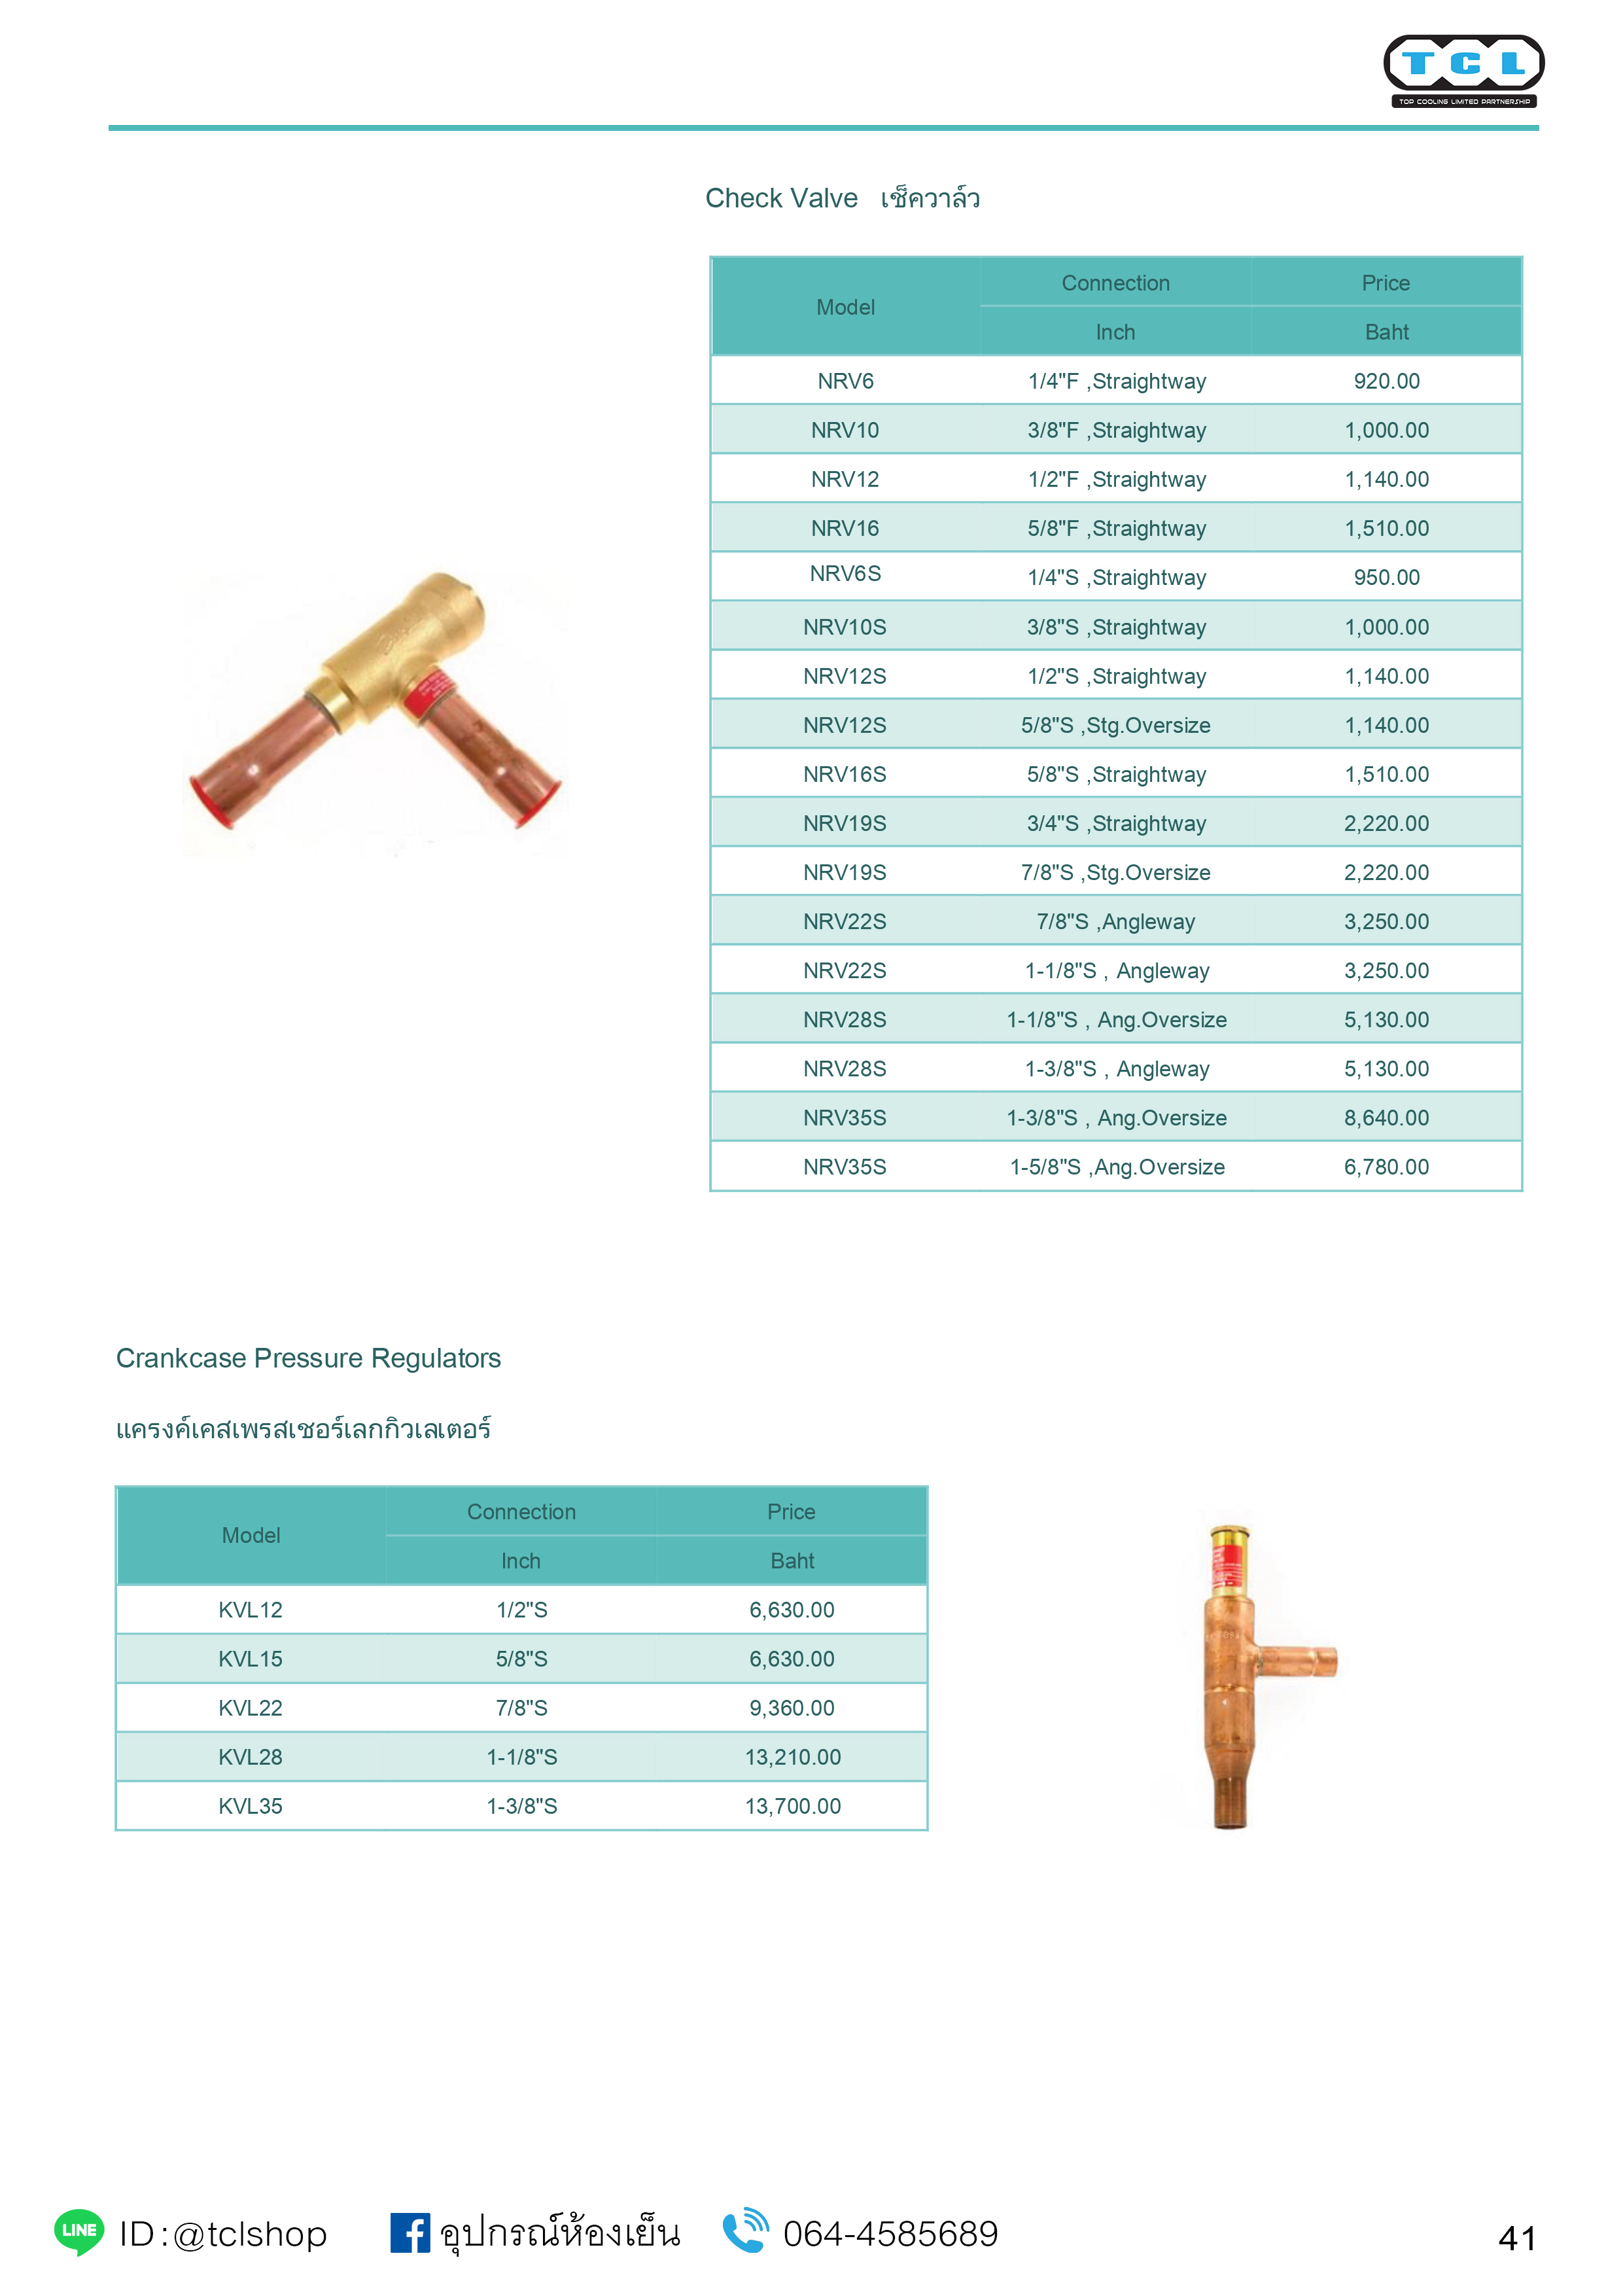 TCL
TOP COOLING LIMITED PARTNERSHIP
Check Valve เช็ควาล์ว
Model Connection Price
Inch Baht
NRV6 1/4"F ,Straightway 920.00
NRV10 3/8"F ,Straightway 1,000.00
NRV12 1/2"F ,Straightway 1,140.00
NRV16 5/8"F ,Straightway 1,510.00
NRV6S 1/4"S ,Straightway 950.00
NRV10S 3/8"S ,Straightway 1,000.00
NRV12S 1/2"S ,Straightway 1,140.00
NRV12S 5/8"S ,Stg.Oversize 1,140.00
NRV16S 5/8"S ,Straightway 1,510.00
NRV19S 3/4"S ,Straightway 2,220.00
NRV19S 7/8"S ,Stg.Oversize 2,220.00
NRV22S 7/8"S ,Angleway 3,250.00
NRV22S 1-1/8"S , Angleway 3,250.00
NRV28S 1-1/8"S , Ang.Oversize 5,130.00
NRV28S 1-3/8"S , Angleway 5,130.00
NRV35S 1-3/8"S , Ang.Oversize 8,640.00
NRV35S 1-5/8"S ,Ang.Oversize 6,780.00
Crankcase Pressure Regulators
แครงค์เคสเพรสเชอร์เลกกิวเลเตอร์
Model Connection Price
Inch Baht
KVL12 1/2"S 6,630.00
KVL15 5/8"S 6,630.00
KVL22 7/8"S 9,360.00
KVL28 1-1/8"S 13,210.00
KVL35 1-3/8"S 13,700.00
LINE ID:@tclshop f อุปกรณ์ห้องเย็น 064-4585689 41